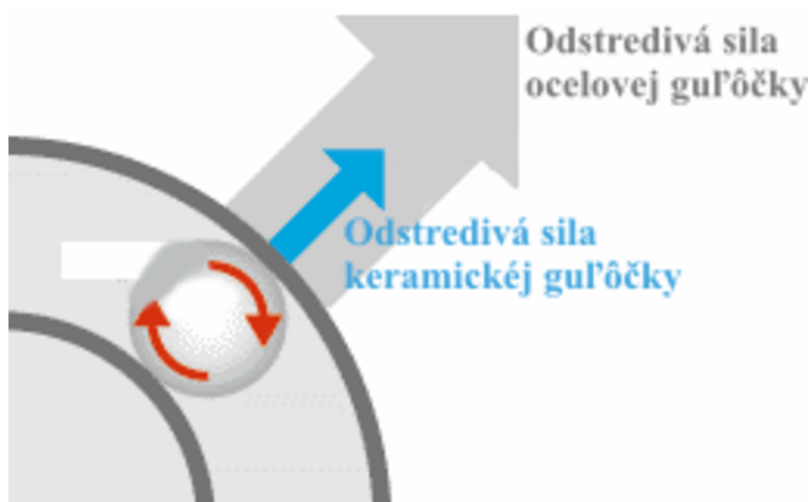 Odstredivá sila
ocelovej guľôčky
Odstredivá sila
keramickéj guľôčky